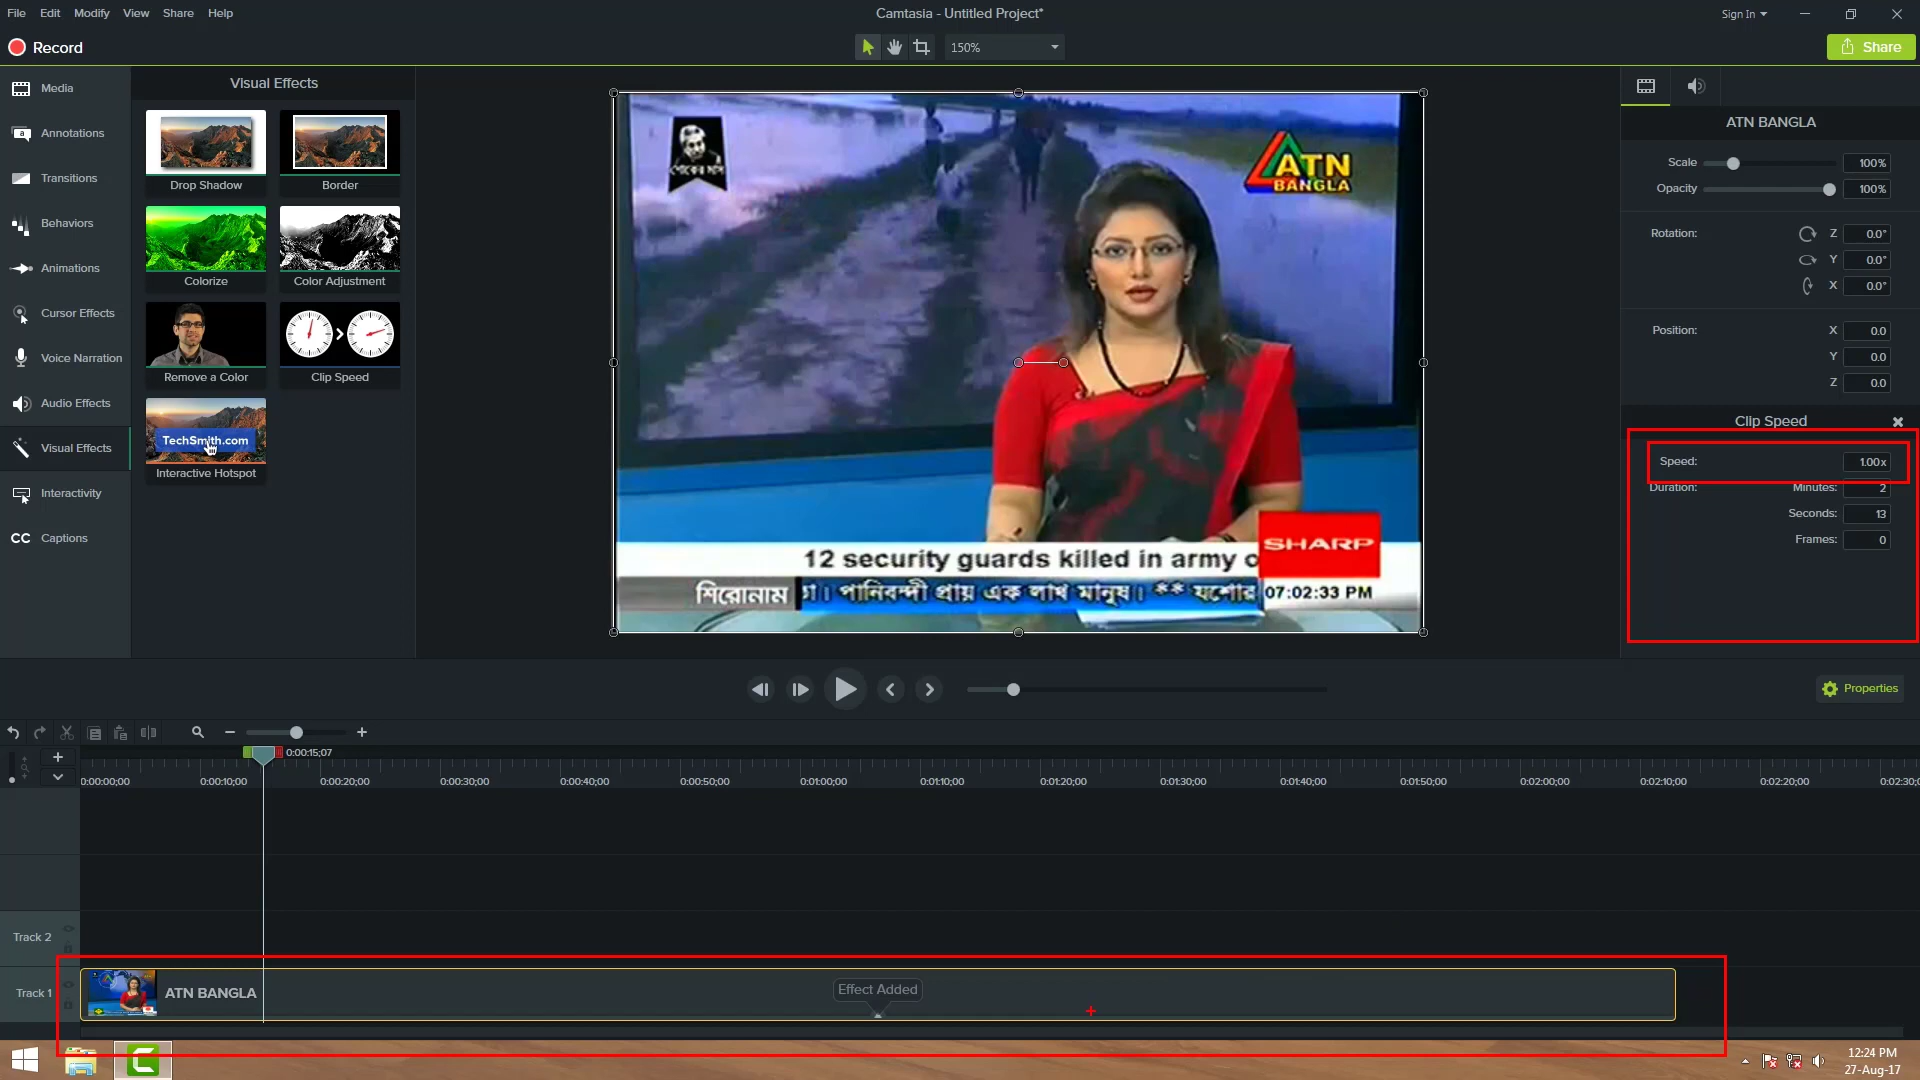 File Edit Modify View Share Help
Camtasia - Untitled Project*
Sign In
Record
150%
Share
Media
Annotations
Transitions
Behaviors
Animations
Cursor Effects
Voice Narration
Audio Effects
Visual Effects
Interactivity
CC Captions
Visual Effects
Drop Shadow
Border
Colorize
Color Adjustment
Remove a Color
Clip Speed
TechSmith.com
Interactive Hotspot
শোকের মাস
ATN
BANGLA
SHARP
12 security guards killed in army o
শিরোনাম
পানিবন্দী প্রায় এক লাখ মানুষ। ** যশোর
07:02:33 PM
ATN BANGLA
Scale 100%
Opacity 100%
Rotation: Z 0.0°
Y 0.0°
X 0.0°
Position: X 0.0
Y 0.0
Z 0.0
Clip Speed
Speed: 1.00x
Duration: Minutes: 2
Seconds: 13
Frames: 0
Properties
0:00:15;07
0:00:00;00 0:00:10;00 0:00:20;00 0:00:30;00 0:00:40;00 0:00:50;00 0:01:00;00 0:01:10;00 0:01:20;00 0:01:30;00 0:01:40;00 0:01:50;00 0:02:00;00 0:02:10;00 0:02:20;00 0:02:30;0
Track 2
Track 1
ATN BANGLA
Effect Added
12:24 PM
27-Aug-17